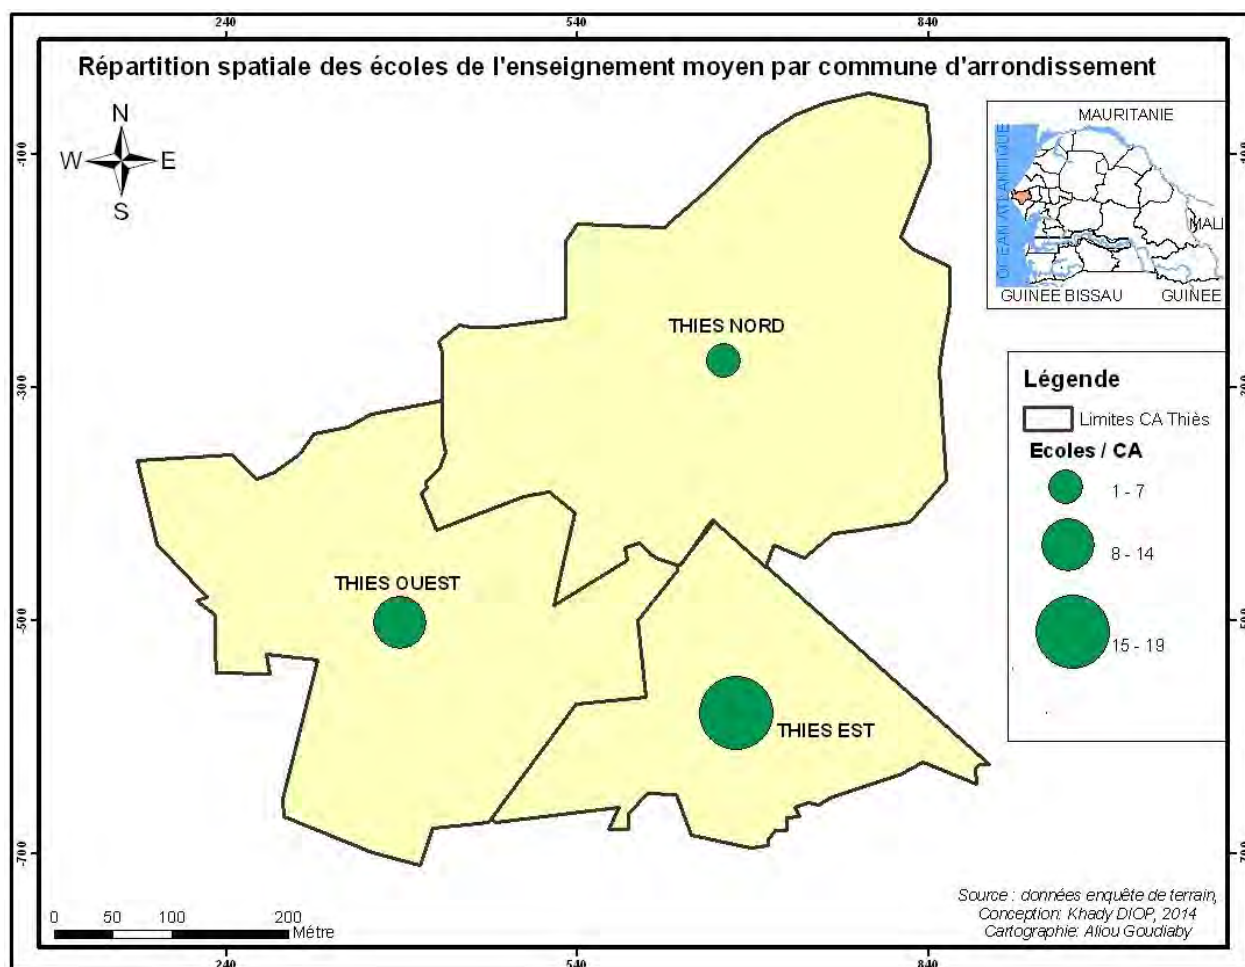 240 540 840
Répartition spatiale des écoles de l'enseignement moyen par commune d'arrondissement
N
W E
S
MAURITANIE
OCEAN ATLANTIQUE
MALI
GUINEE BISSAU GUINEE
-100
-300
-500
-700
THIES NORD
THIES OUEST
THIES EST
Légende
Limites CA Thiès
Ecoles / CA
1 - 7
8 - 14
15 - 19
0 50 100 200
Métre
Source : données enquête de terrain,
Conception: Khady DIOP, 2014
Cartographie: Aliou Goudiaby
240 540 840